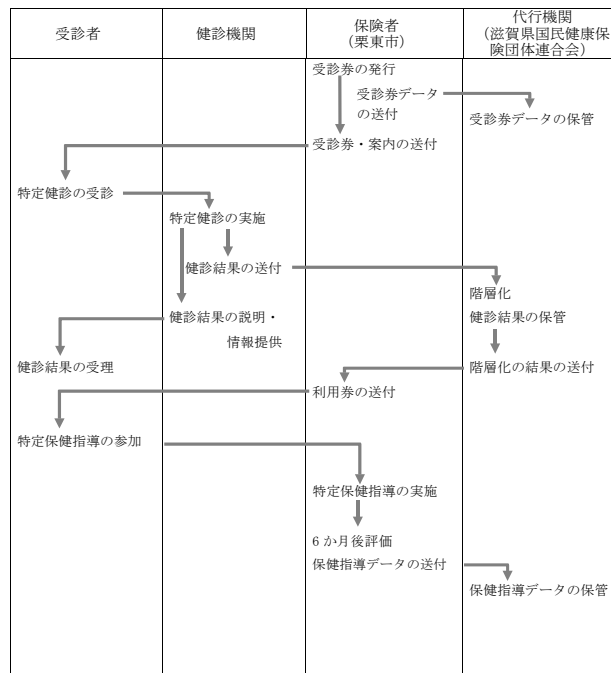 受診者
健診機関
保険者
（栗東市）
代行機関
（滋賀県国民健康保
険団体連合会）
受診券の発行
受診券データ
の送付
受診券データの保管
受診券・案内の送付
特定健診の受診
特定健診の実施
健診結果の送付
階層化
健診結果の保管
健診結果の説明・
情報提供
健診結果の受理
階層化の結果の送付
利用券の送付
特定保健指導の参加
特定保健指導の実施
6 か月後評価
保健指導データの送付
保健指導データの保管